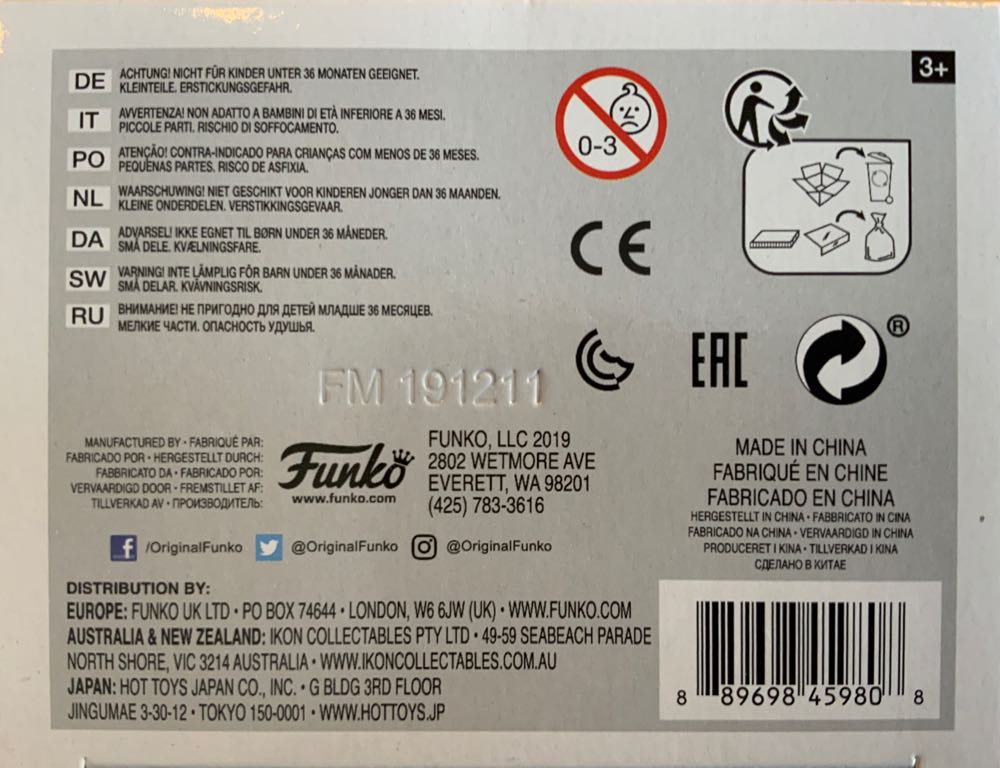 3+
DE ACHTUNG! NICHT FÜR KINDER UNTER 36 MONATEN GEEIGNET.
KLEINTEILE. ERSTICKUNGSGEFAHR.
IT AVVERTENZA! NON ADATTO A BAMBINI DI ETÀ INFERIORE A 36 MESI.
PICCOLE PARTI. RISCHIO DI SOFFOCAMENTO.
PO ATENÇÃO! CONTRA-INDICADO PARA CRIANÇAS COM MENOS DE 36 MESES.
PEQUENAS PARTES. RISCO DE ASFIXIA.
NL WAARSCHUWING! NIET GESCHIKT VOOR KINDEREN JONGER DAN 36 MAANDEN.
KLEINE ONDERDELEN. VERSTIKKINGSGEVAAR.
DA ADVARSEL! IKKE EGNET TIL BØRN UNDER 36 MÅNEDER.
SMÅ DELE. KVÆLNINGSFARE.
SW VARNING! INTE LÄMPLIG FÖR BARN UNDER 36 MÅNADER.
SMÅ DELAR. KVÄVNINGSRISK.
RU ВНИМАНИЕ! НЕ ПРИГОДНО ДЛЯ ДЕТЕЙ МЛАДШЕ 36 МЕСЯЦЕВ.
МЕЛКИЕ ЧАСТИ. ОПАСНОСТЬ УДУШЬЯ.
0-3
CE
EAC
®
FM 191211
MANUFACTURED BY • FABRIQUÉ PAR:
FABRICADO POR • HERGESTELLT DURCH:
FABBRICATO DA • FABRICADO POR:
VERVAARDIGD DOOR • FREMSTILLET AF:
TILLVERKAD AV • ПРОИЗВОДИТЕЛЬ:
Funko
www.funko.com
FUNKO, LLC 2019
2802 WETMORE AVE
EVERETT, WA 98201
(425) 783-3616
MADE IN CHINA
FABRIQUÉ EN CHINE
FABRICADO EN CHINA
HERGESTELLT IN CHINA • FABBRICATO IN CINA
FABRICADO NA CHINA • VERVAARDIGD IN CHINA
PRODUCERET I KINA • TILLVERKAD I KINA
СДЕЛАНО В КИТАЕ
/OriginalFunko @OriginalFunko @OriginalFunko
DISTRIBUTION BY:
EUROPE: FUNKO UK LTD • PO BOX 74644 • LONDON, W6 6JW (UK) • WWW.FUNKO.COM
AUSTRALIA & NEW ZEALAND: IKON COLLECTABLES PTY LTD • 49-59 SEABEACH PARADE
NORTH SHORE, VIC 3214 AUSTRALIA • WWW.IKONCOLLECTABLES.COM.AU
JAPAN: HOT TOYS JAPAN CO., INC. • G BLDG 3RD FLOOR
JINGUMAE 3-30-12 • TOKYO 150-0001 • WWW.HOTTOYS.JP
8 89698 45980 8